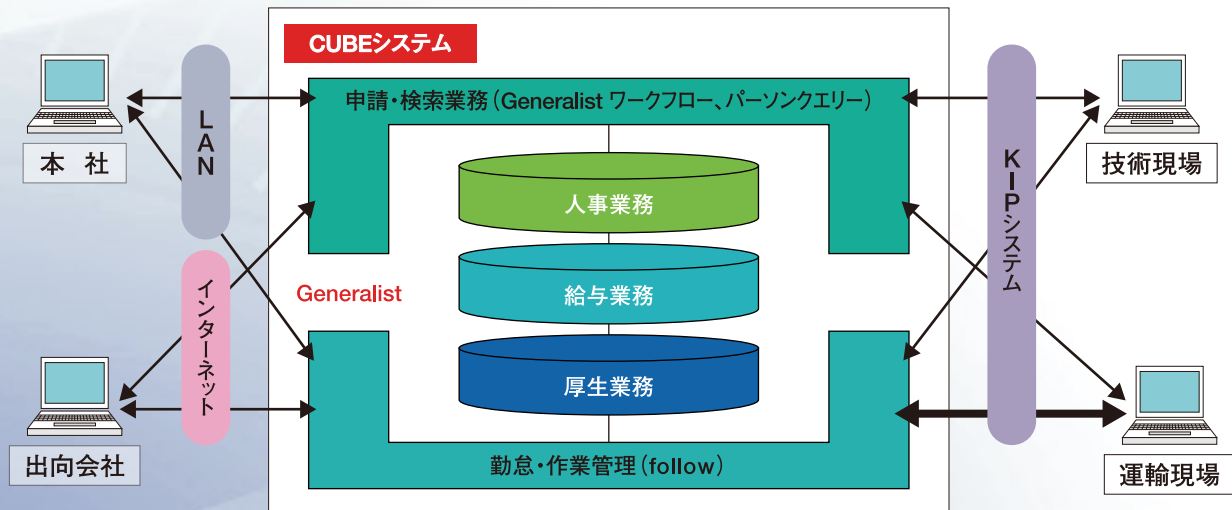 CUBEシステム
申請・検索業務（Generalist ワークフロー、パーソンクエリー）
本 社
LAN
インターネット
出向会社
Generalist
人事業務
給与業務
厚生業務
勤怠・作業管理（follow）
KIPシステム
技術現場
運輸現場